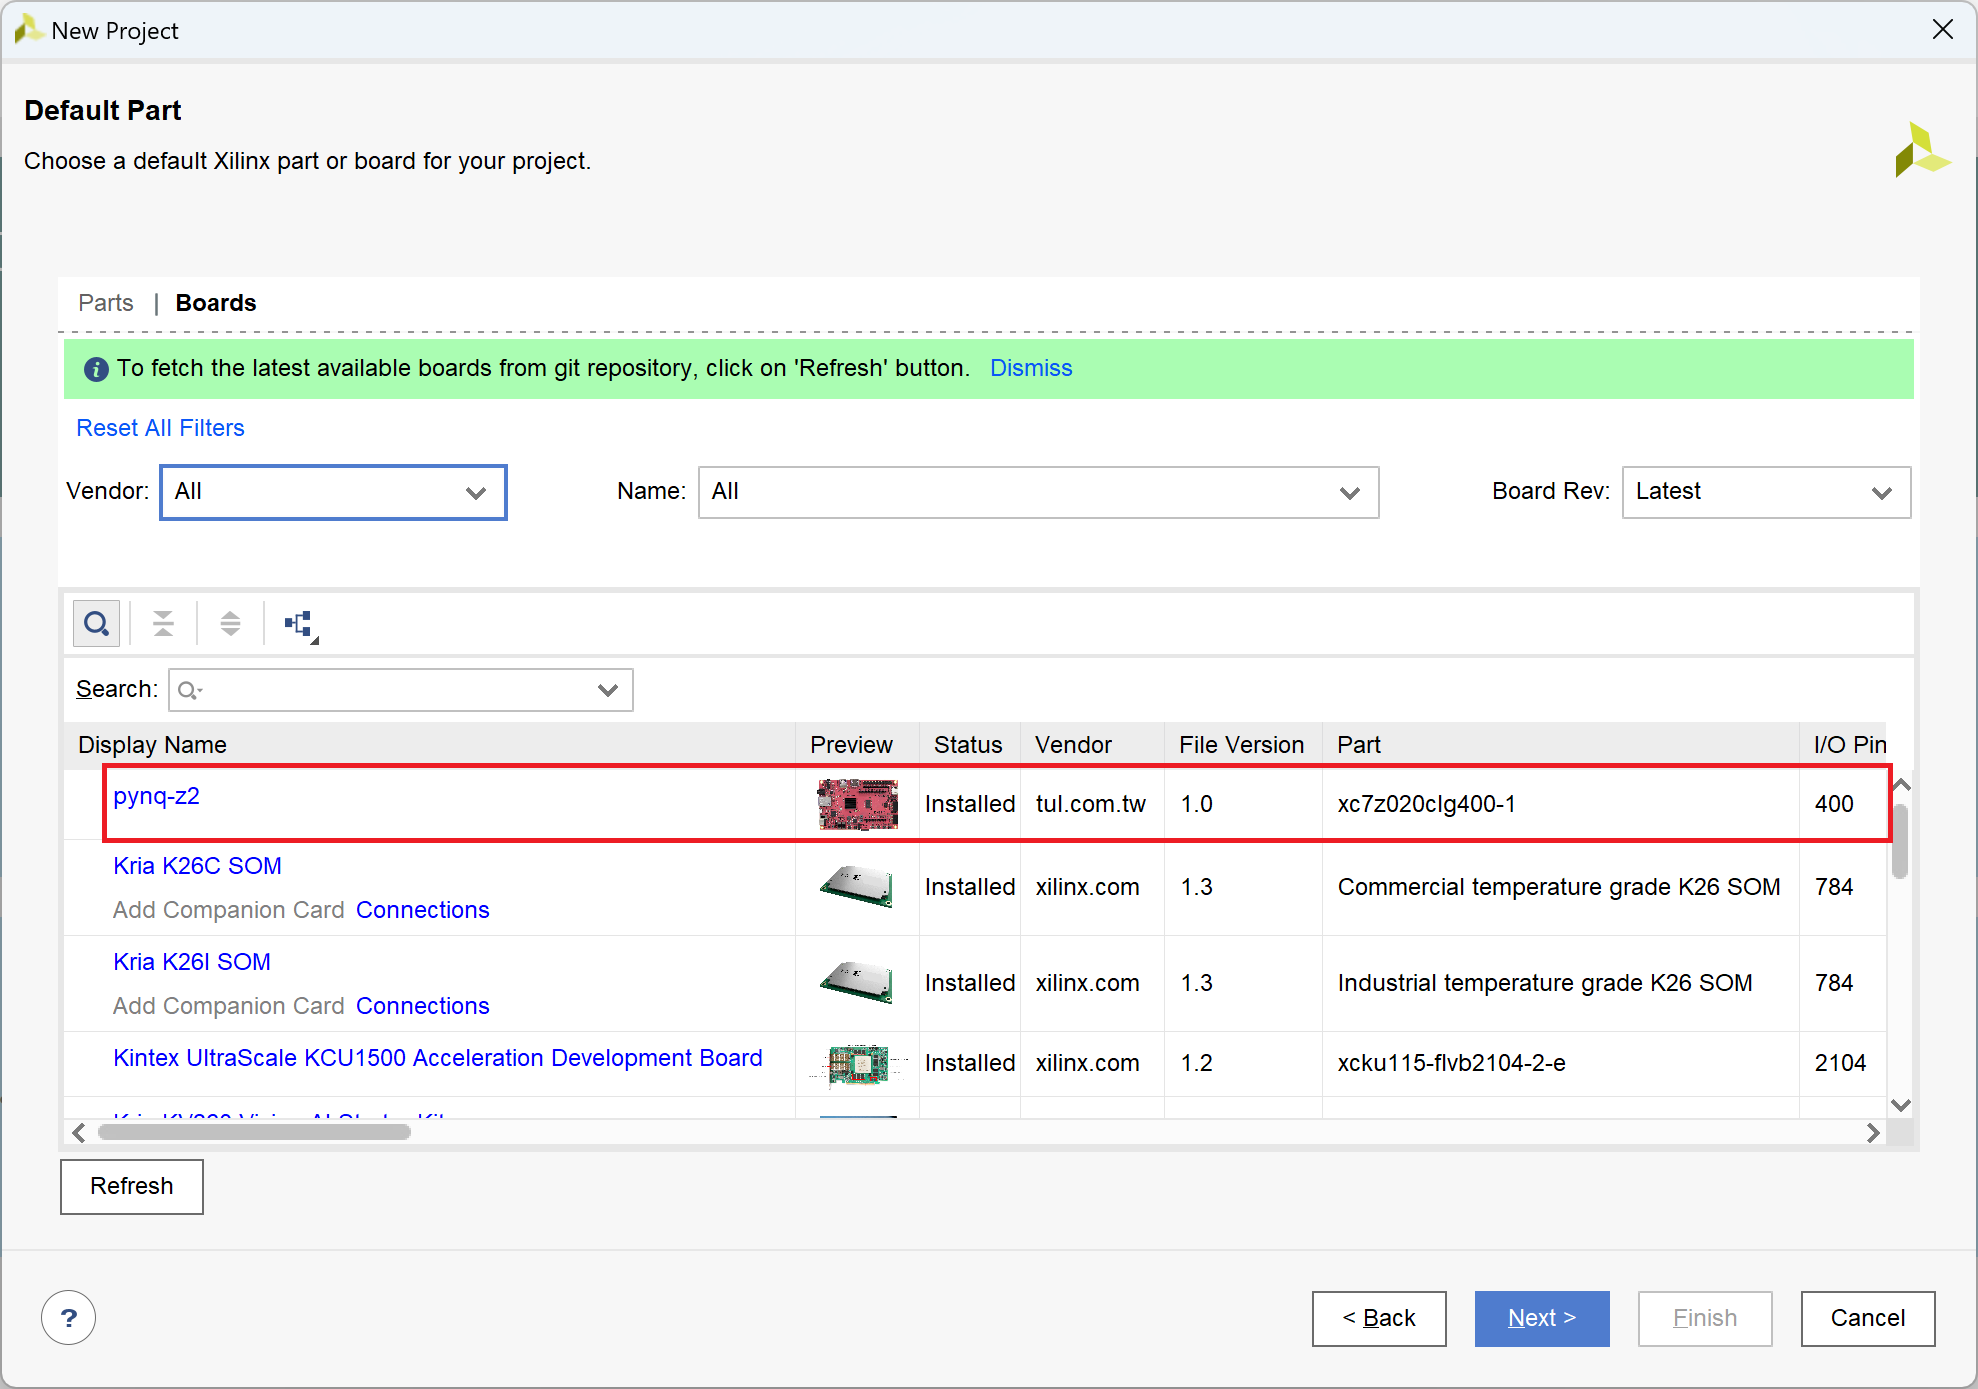 New Project
Default Part
Choose a default Xilinx part or board for your project.
Parts | Boards
To fetch the latest available boards from git repository, click on 'Refresh' button. Dismiss
Reset All Filters
Vendor: All Name: All Board Rev: Latest
Search:
Display Name Preview Status Vendor File Version Part I/O Pin
pynq-z2 Installed tul.com.tw 1.0 xc7z020clg400-1 400
Kria K26C SOM
Installed xilinx.com 1.3 Commercial temperature grade K26 SOM 784
Add Companion Card Connections
Kria K26I SOM
Installed xilinx.com 1.3 Industrial temperature grade K26 SOM 784
Add Companion Card Connections
Kintex UltraScale KCU1500 Acceleration Development Board Installed xilinx.com 1.2 xcku115-flvb2104-2-e 2104
Refresh
? < Back Next > Finish Cancel